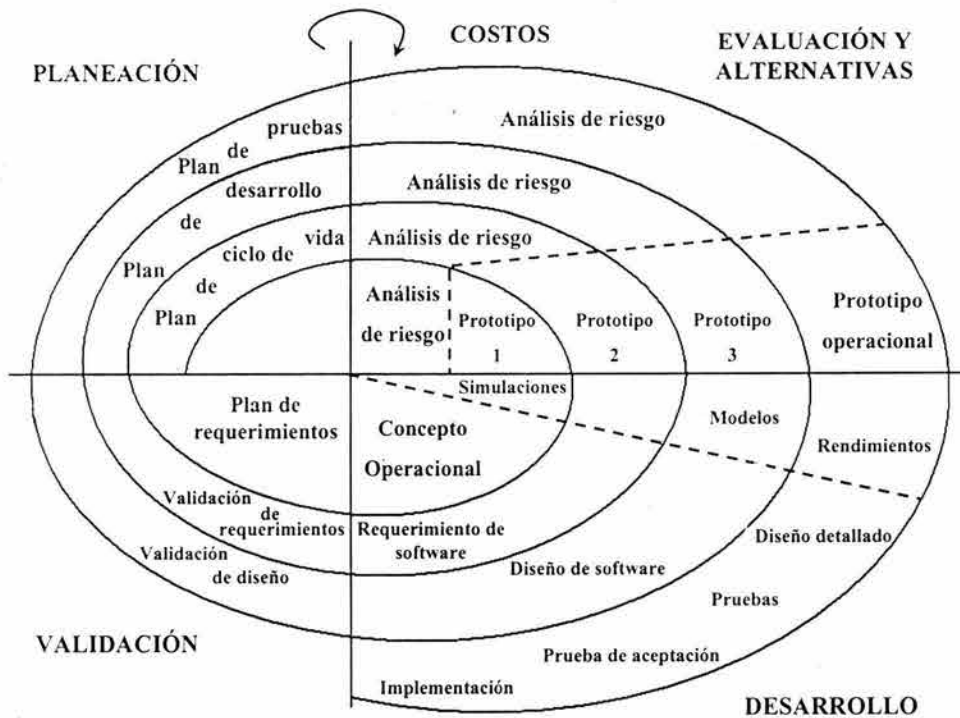 COSTOS
PLANEACIÓN
EVALUACIÓN Y
ALTERNATIVAS
Plan de pruebas
Análisis de riesgo
Plan de desarrollo
Análisis de riesgo
Plan de ciclo de vida
Análisis de riesgo
Análisis
de riesgo
Prototipo
1
Prototipo
2
Prototipo
3
Prototipo
operacional
Simulaciones
Modelos
Rendimientos
Plan de
requerimientos
Concepto
Operacional
Validación
de
requerimientos
Requerimiento de
software
Validación
de diseño
Diseño de software
Diseño detallado
Pruebas
Prueba de aceptación
Implementación
VALIDACIÓN
DESARROLLO